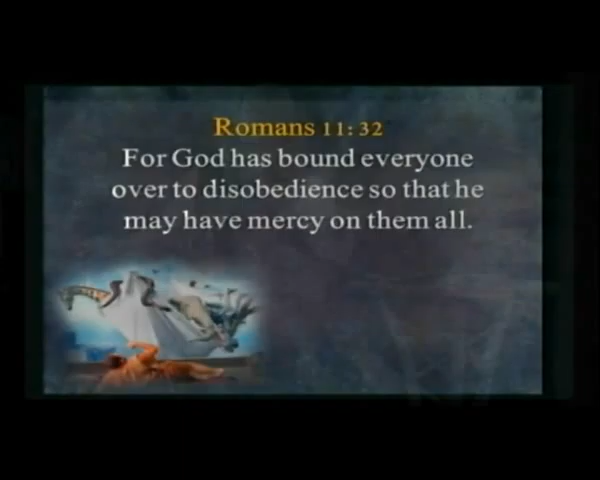 Romans 11:32
For God has bound everyone
over to disobedience so that he
may have mercy on them all.